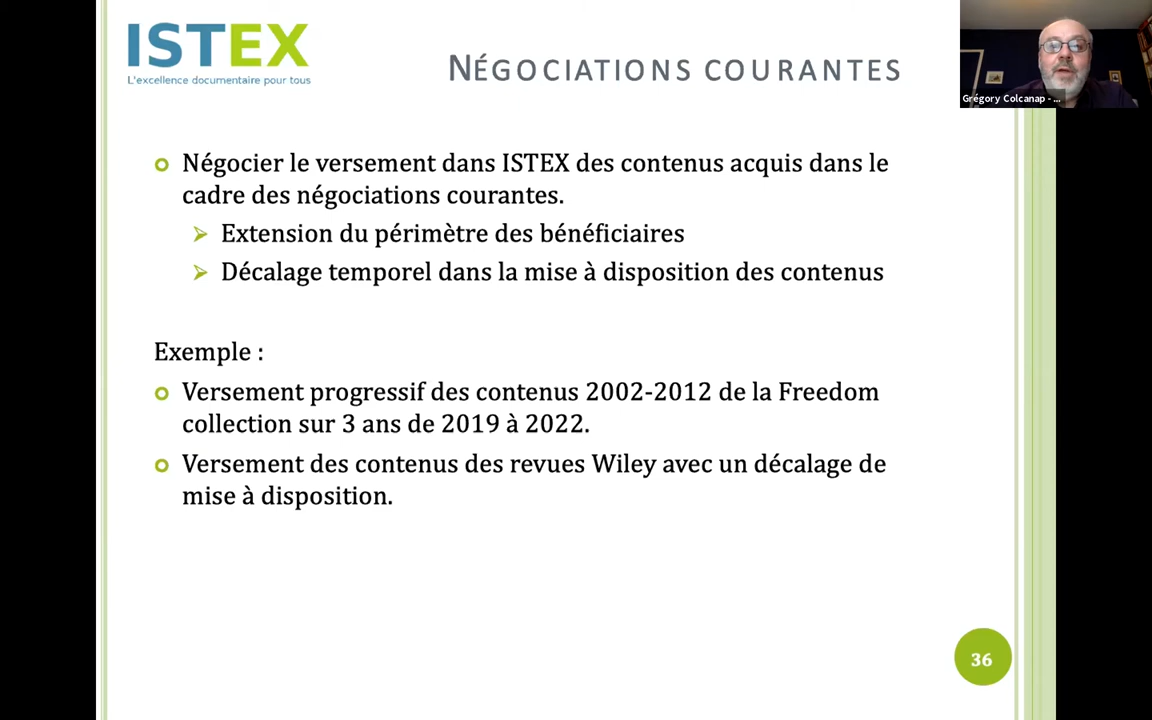 ISTEX
L'excellence documentaire pour tous
NÉGOCIATIONS COURANTES
Grégory Colcanap - ...
Négocier le versement dans ISTEX des contenus acquis dans le
cadre des négociations courantes.
Extension du périmètre des bénéficiaires
Décalage temporel dans la mise à disposition des contenus
Exemple :
Versement progressif des contenus 2002-2012 de la Freedom
collection sur 3 ans de 2019 à 2022.
Versement des contenus des revues Wiley avec un décalage de
mise à disposition.
36